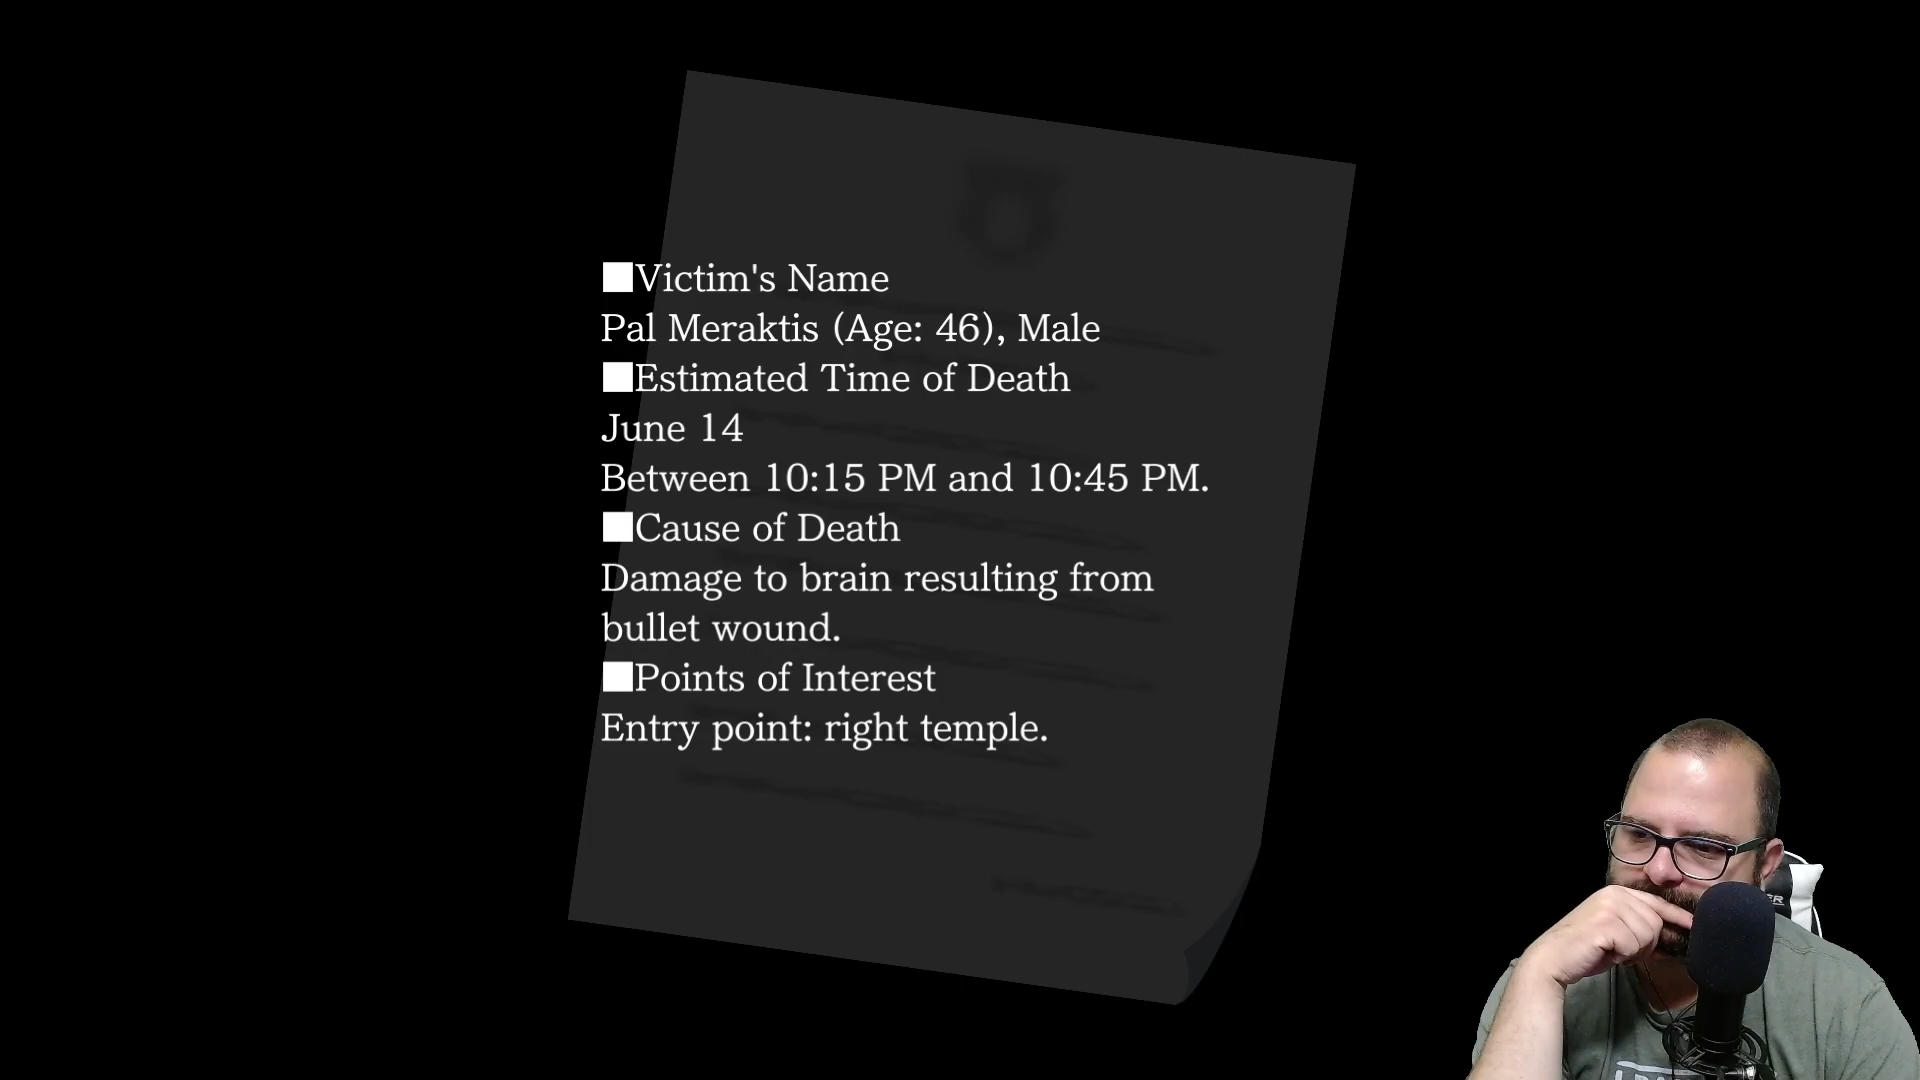 ■Victim's Name
Pal Meraktis (Age: 46), Male
■Estimated Time of Death
June 14
Between 10:15 PM and 10:45 PM.
■Cause of Death
Damage to brain resulting from
bullet wound.
■Points of Interest
Entry point: right temple.